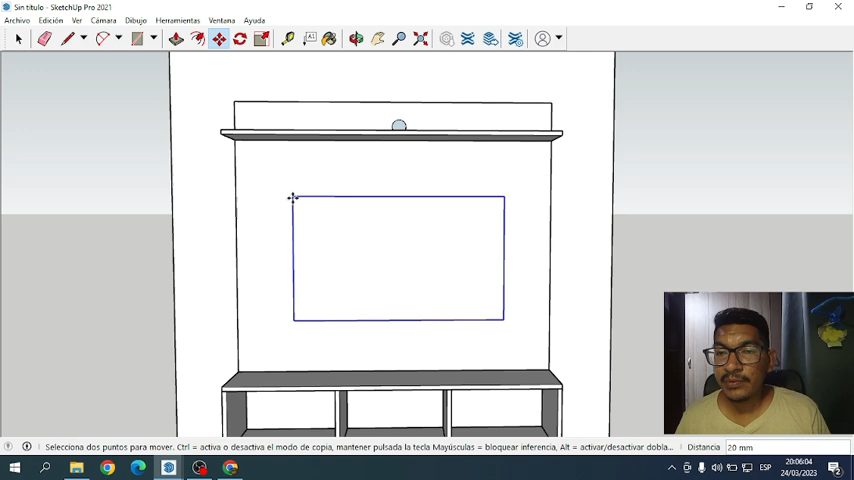 Sin título - SketchUp Pro 2021
Archivo Edición Ver Cámara Dibujo Herramientas Ventana Ayuda
A1
Selecciona dos puntos para mover. Ctrl = activa o desactiva el modo de copia, mantener pulsada la tecla Mayúsculas = bloquear inferencia, Alt = activar/desactivar dobla... Distancia 20 mm
ESP
20:06:04
24/03/2023
2